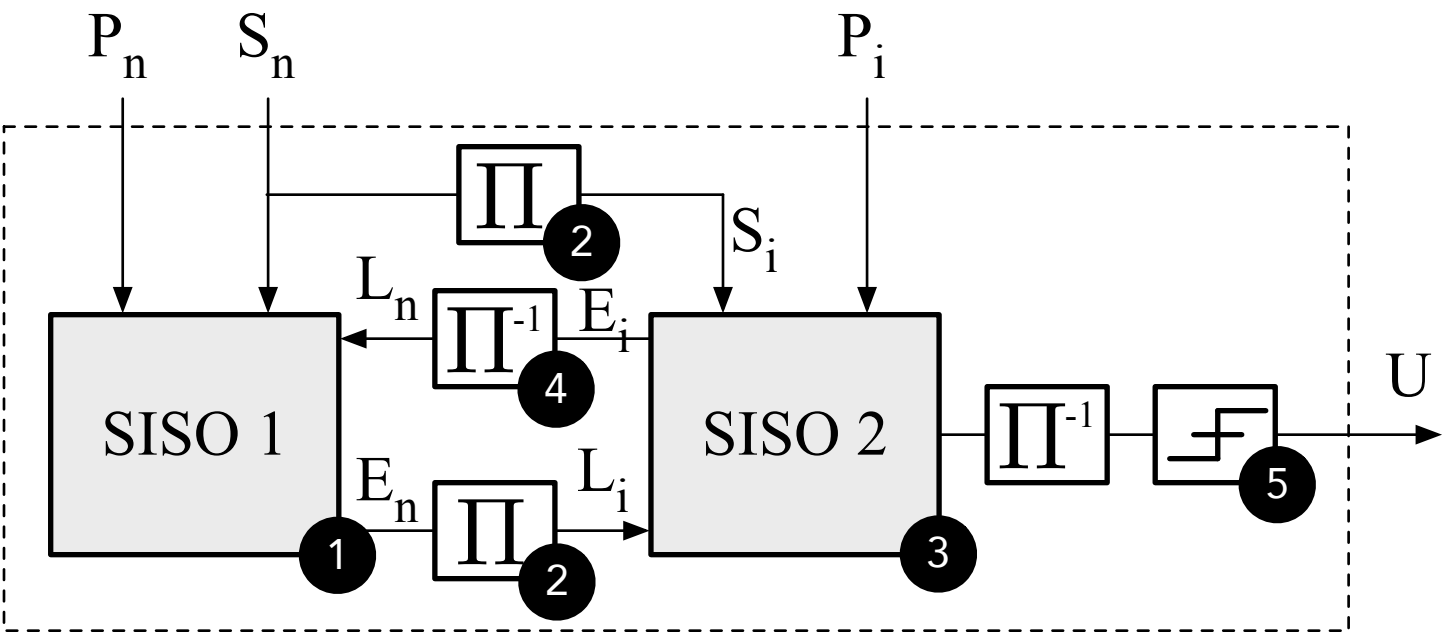 Pn Sn Pi
Π 2 Si
Ln Π-1 4 Ei
SISO 1 SISO 2 Π-1 U
En Π 2 Li 5
1 3